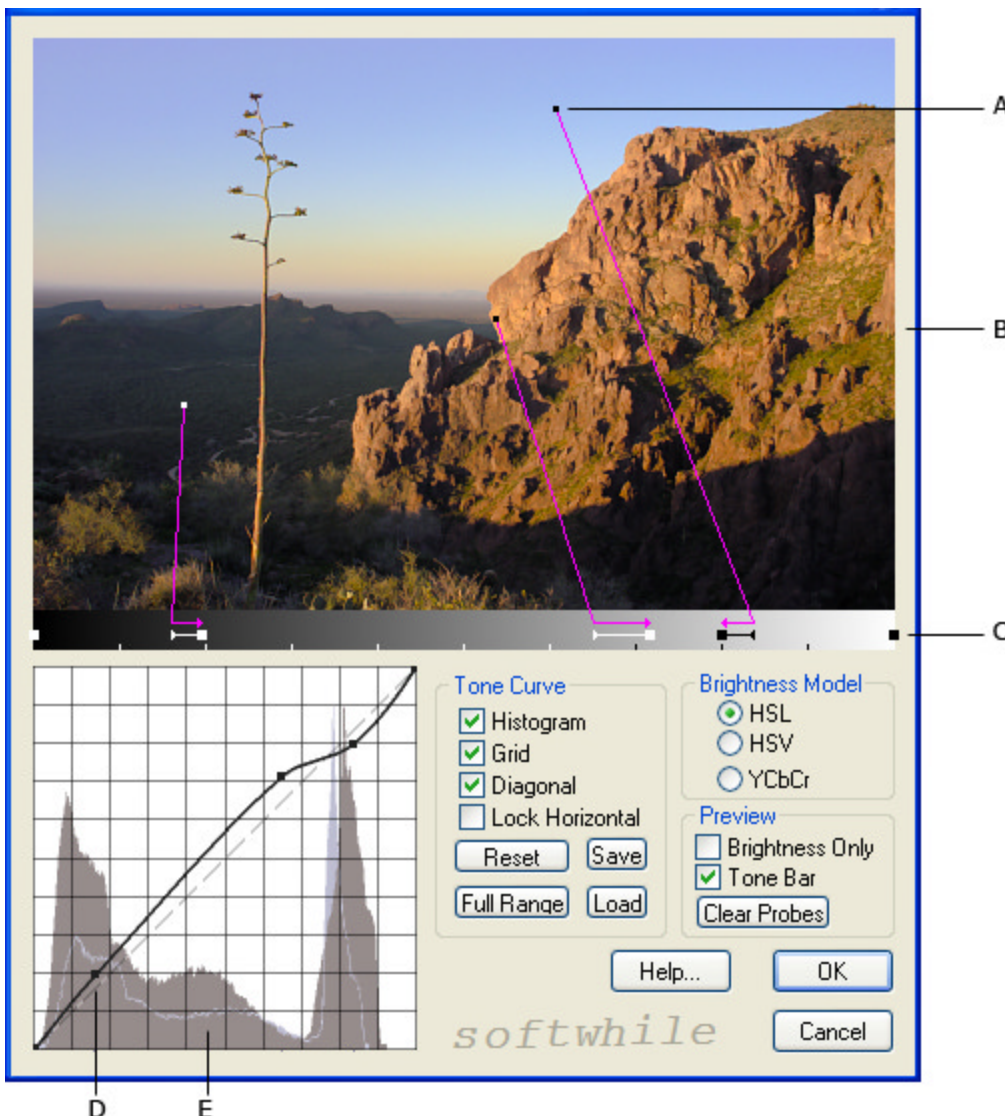 A
B
C
Tone Curve
Histogram
Grid
Diagonal
Lock Horizontal
Reset
Save
Full Range
Load
Brightness Model
HSL
HSV
YCbCr
Preview
Brightness Only
Tone Bar
Clear Probes
Help...
OK
softwhile
Cancel
D
E